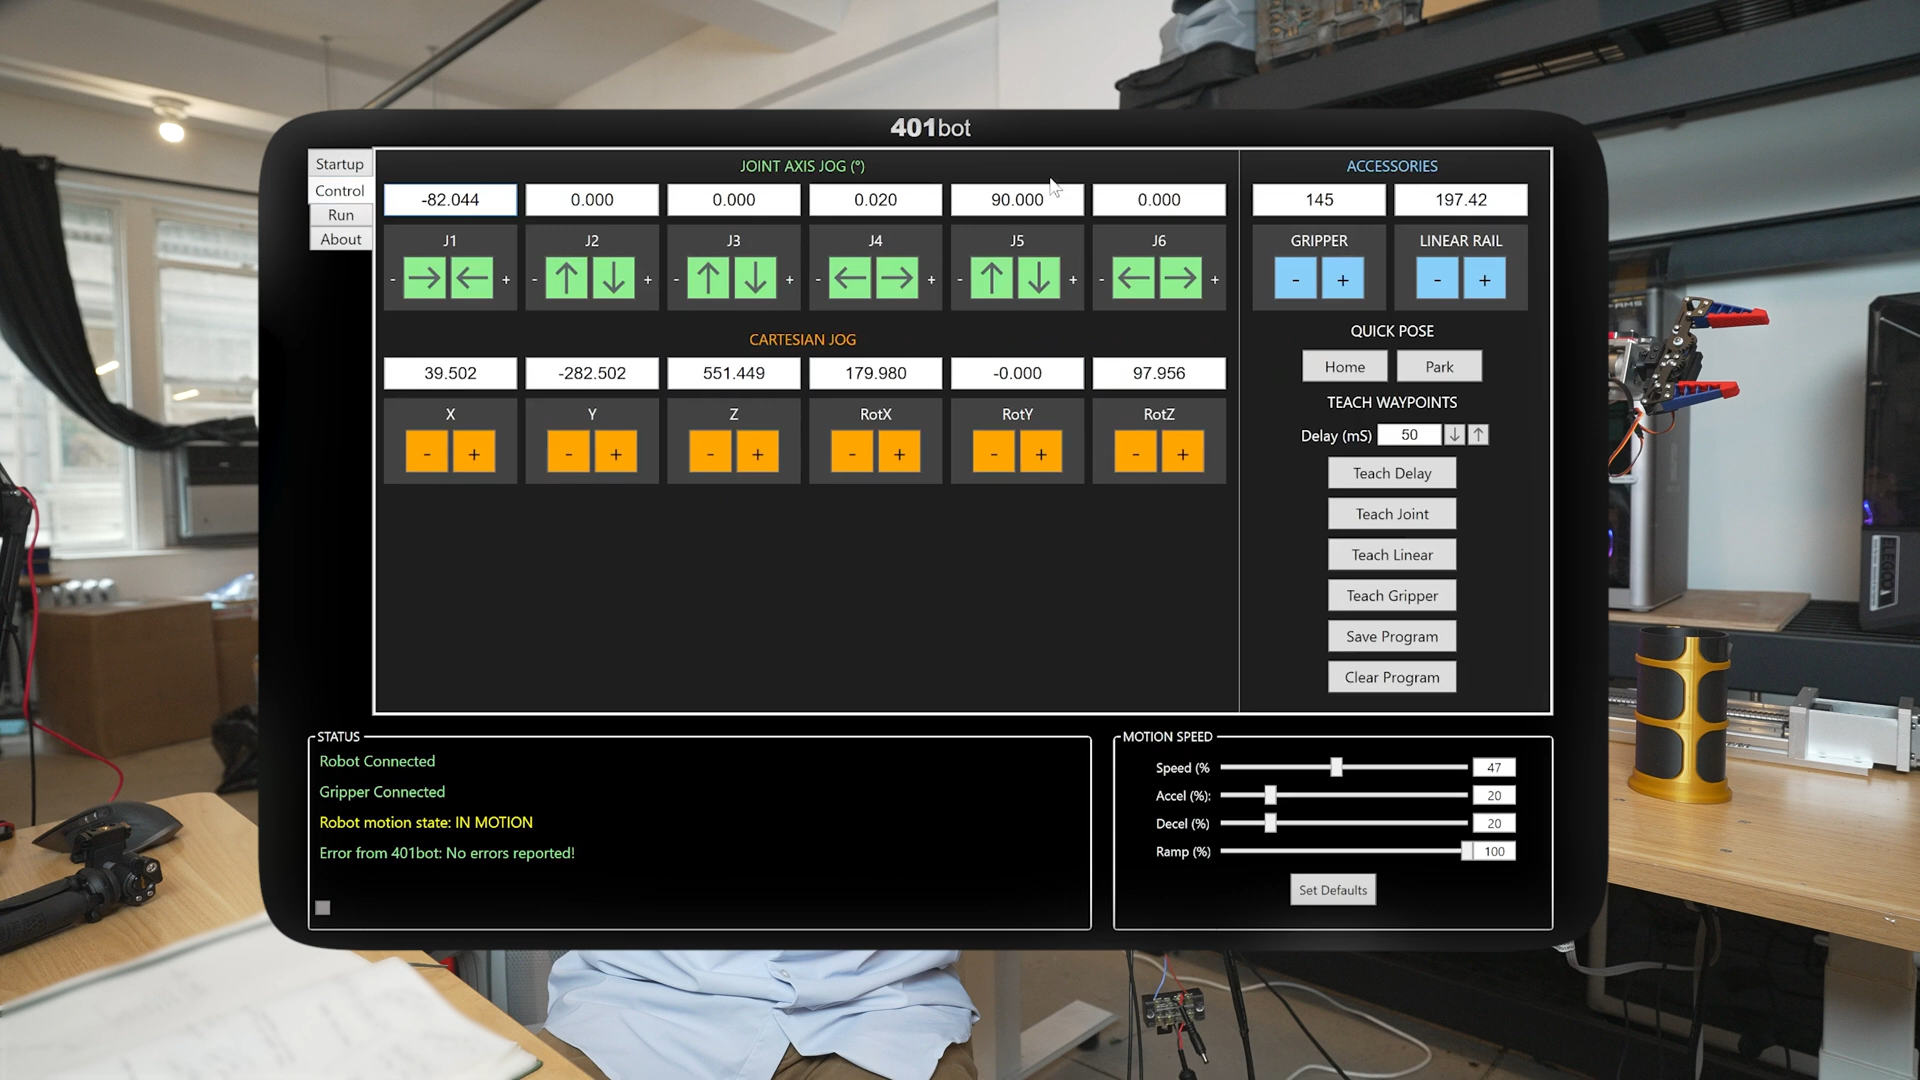 401bot
Startup
Control
Run
About
JOINT AXIS JOG (°)
-82.044 0.000 0.000 0.020 90.000 0.000
J1 J2 J3 J4 J5 J6
- → ← + - ↑ ↓ + - ↑ ↓ + - ← → + - ↑ ↓ + - ← → +
CARTESIAN JOG
39.502 -282.502 551.449 179.980 -0.000 97.956
X Y Z RotX RotY RotZ
- + - + - + - + - + - +
ACCESSORIES
145 197.42
GRIPPER LINEAR RAIL
- + - +
QUICK POSE
Home Park
TEACH WAYPOINTS
Delay (mS) 50 ↓ ↑
Teach Delay
Teach Joint
Teach Linear
Teach Gripper
Save Program
Clear Program
STATUS
Robot Connected
Gripper Connected
Robot motion state: IN MOTION
Error from 401bot: No errors reported!
MOTION SPEED
Speed (% 47
Accel (%): 20
Decel (%) 20
Ramp (%) 100
Set Defaults
ELEGOO